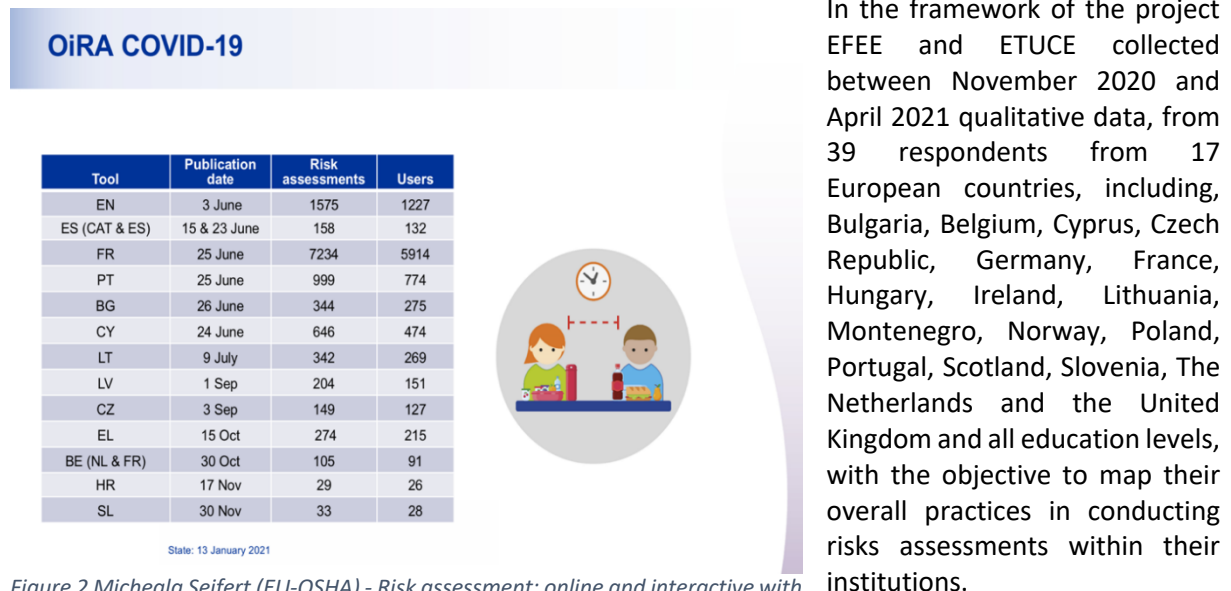 OiRA COVID-19
Tool Publication date Risk assessments Users
EN 3 June 1575 1227
ES (CAT & ES) 15 & 23 June 158 132
FR 25 June 7234 5914
PT 25 June 999 774
BG 26 June 344 275
CY 24 June 646 474
LT 9 July 342 269
LV 1 Sep 204 151
CZ 3 Sep 149 127
EL 15 Oct 274 215
BE (NL & FR) 30 Oct 105 91
HR 17 Nov 29 26
SL 30 Nov 33 28
State: 13 January 2021
Figure 2 Micheala Seifert (EU-OSHA) - Risk assessment: online and interactive with
In the framework of the project
EFEE and ETUCE collected
between November 2020 and
April 2021 qualitative data, from
39 respondents from 17
European countries, including,
Bulgaria, Belgium, Cyprus, Czech
Republic, Germany, France,
Hungary, Ireland, Lithuania,
Montenegro, Norway, Poland,
Portugal, Scotland, Slovenia, The
Netherlands and the United
Kingdom and all education levels,
with the objective to map their
overall practices in conducting
risks assessments within their
institutions.